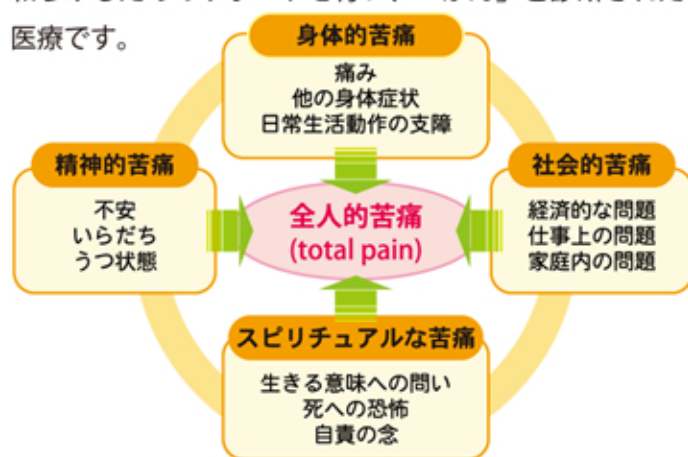 医療です。
身体的苦痛
痛み
他の身体症状
日常生活動作の支障
精神的苦痛
不安
いらだち
うつ状態
社会的苦痛
経済的な問題
仕事上の問題
家庭内の問題
全人的苦痛
(total pain)
スピリチュアルな苦痛
生きる意味への問い
死への恐怖
自責の念